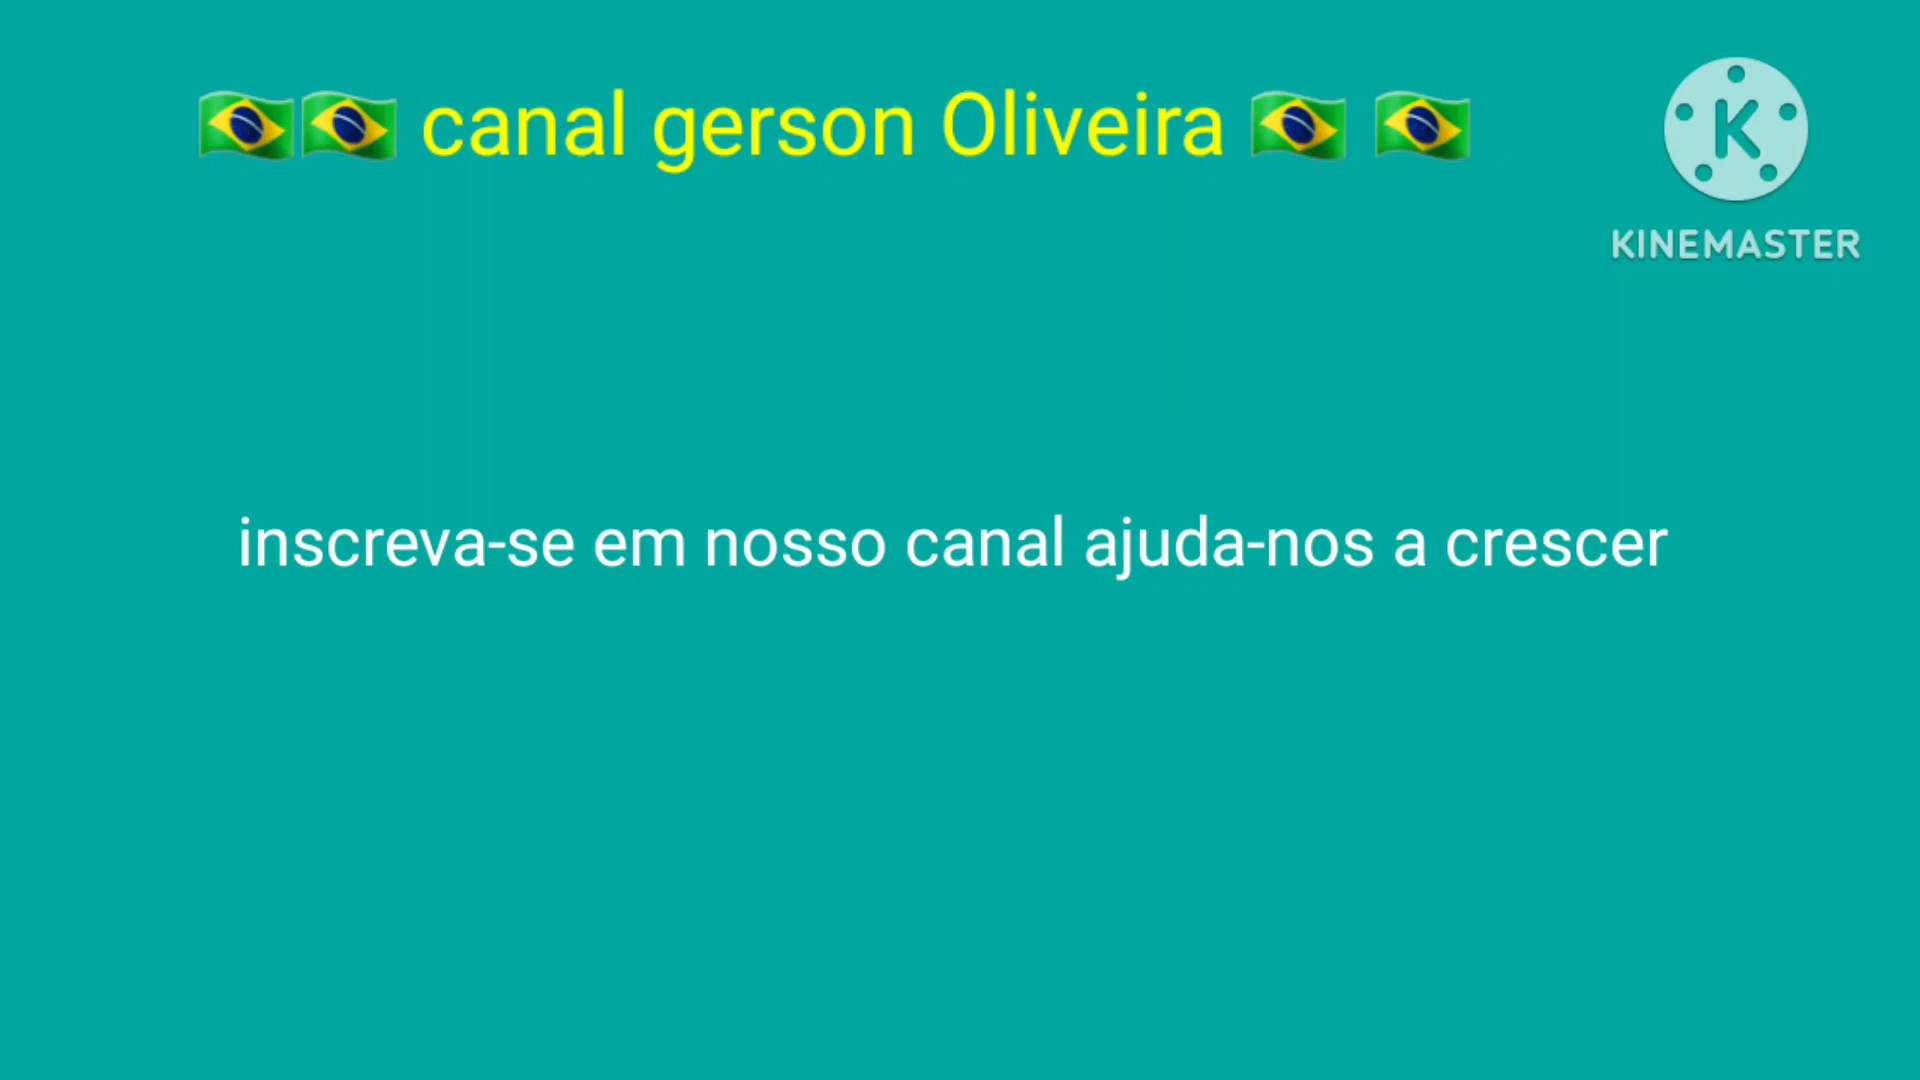 🇧🇷🇧🇷 canal gerson Oliveira 🇧🇷 🇧🇷
K
KINEMASTER
inscreva-se em nosso canal ajuda-nos a crescer